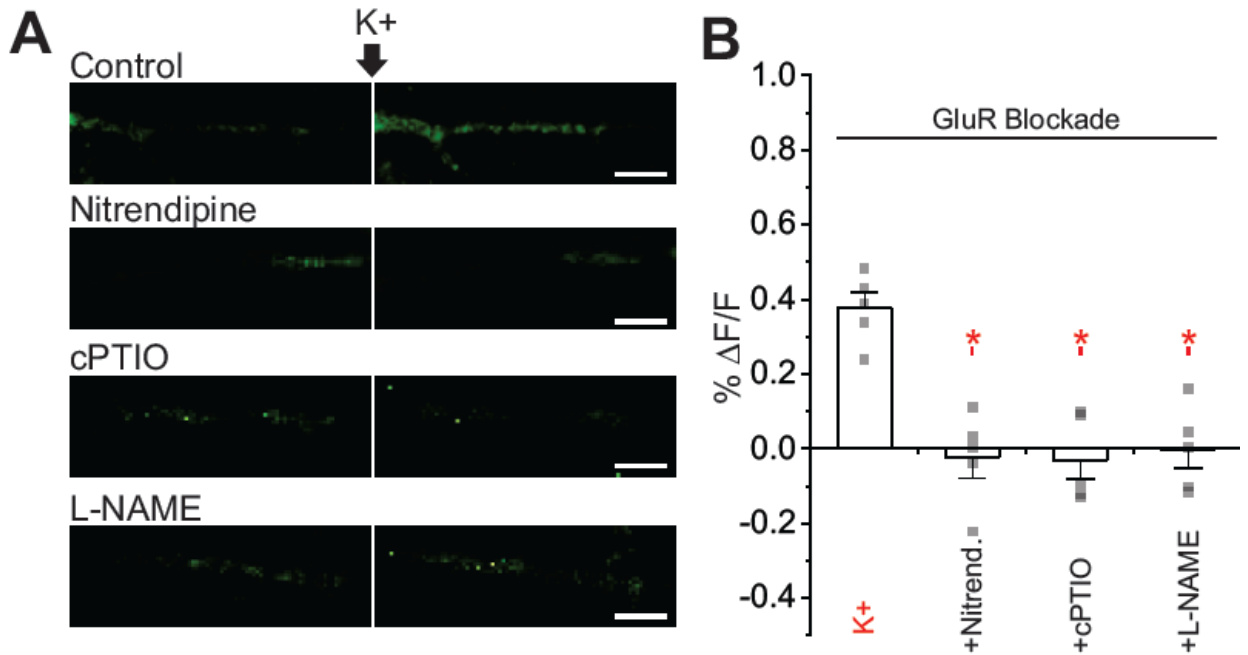 A
K+
Control
Nitrendipine
cPTIO
L-NAME
B
% ΔF/F
1.0
0.8
0.6
0.4
0.2
0.0
-0.2
-0.4
GluR Blockade
* * *
K+
+Nitrend.
+cPTIO
+L-NAME